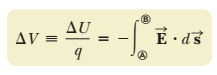 ΔV ≡ ΔU/q = −∫_Ⓐ^Ⓑ E⃗ · ds⃗